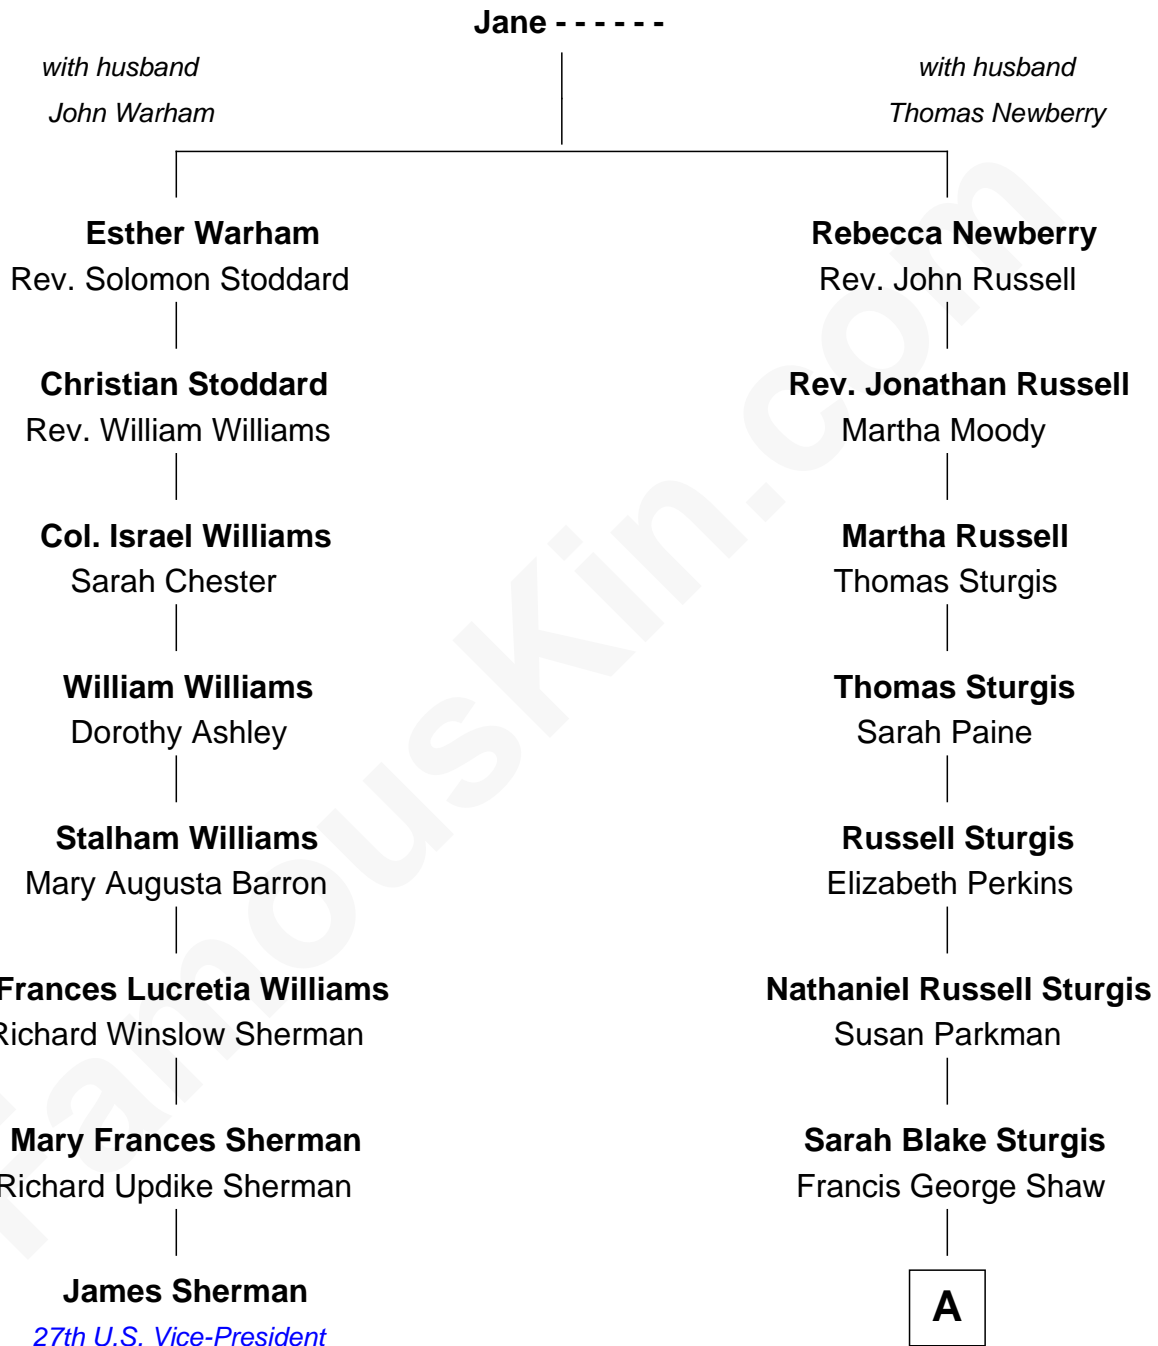 Jane - - - - - -
with husband
John Warham
with husband
Thomas Newberry
Esther Warham
Rev. Solomon Stoddard
Rebecca Newberry
Rev. John Russell
Christian Stoddard
Rev. William Williams
Rev. Jonathan Russell
Martha Moody
Col. Israel Williams
Sarah Chester
Martha Russell
Thomas Sturgis
William Williams
Dorothy Ashley
Thomas Sturgis
Sarah Paine
Stalham Williams
Mary Augusta Barron
Russell Sturgis
Elizabeth Perkins
Frances Lucretia Williams
Richard Winslow Sherman
Nathaniel Russell Sturgis
Susan Parkman
Mary Frances Sherman
Richard Updike Sherman
Sarah Blake Sturgis
Francis George Shaw
James Sherman
27th U.S. Vice-President
A
FamousKin.com